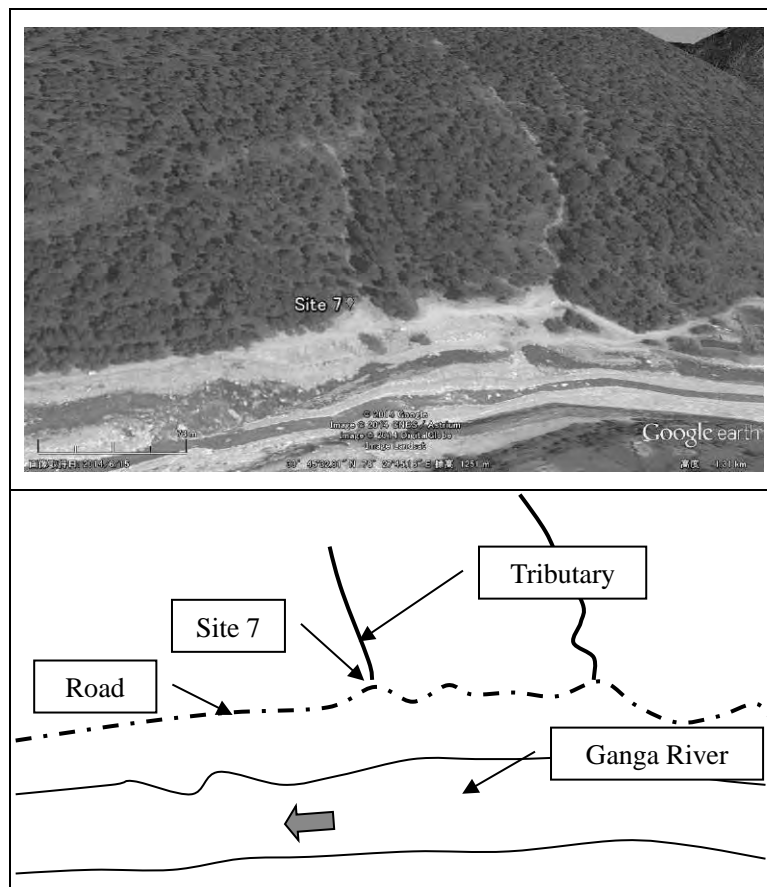 Site 7
© 2014 Google
Image © 2014 CNES / Astrium
Image © 2014 DigitalGlobe
Image Landsat
Google earth
Tributary
Site 7
Road
Ganga River